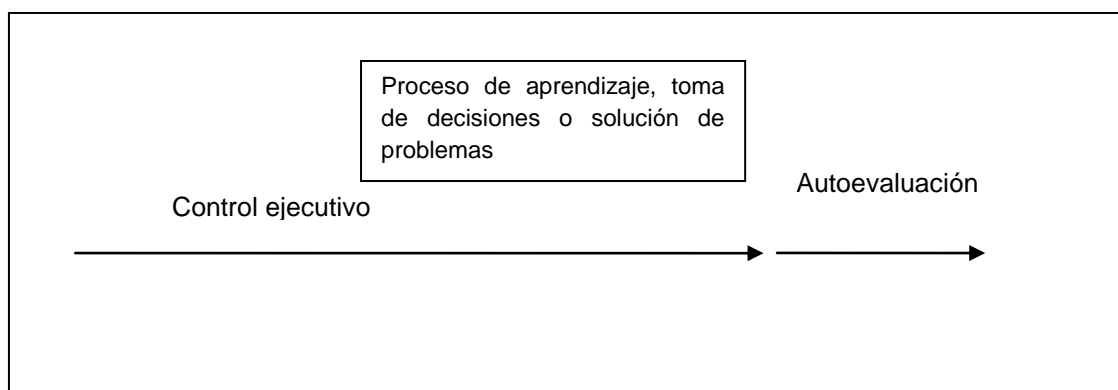 Proceso de aprendizaje, toma
de decisiones o solución de
problemas
Autoevaluación
Control ejecutivo